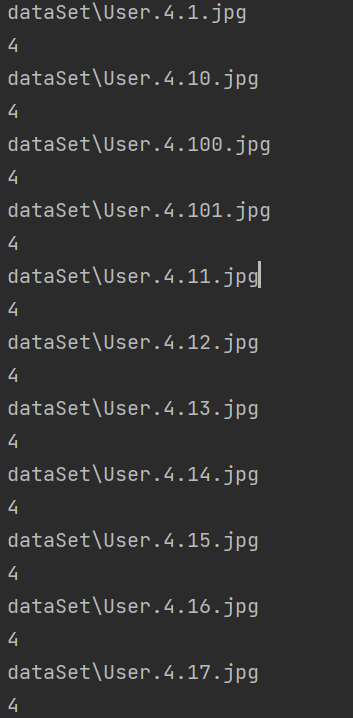 dataSet\User.4.1.jpg
4
dataSet\User.4.10.jpg
4
dataSet\User.4.100.jpg
4
dataSet\User.4.101.jpg
4
dataSet\User.4.11.jpg
4
dataSet\User.4.12.jpg
4
dataSet\User.4.13.jpg
4
dataSet\User.4.14.jpg
4
dataSet\User.4.15.jpg
4
dataSet\User.4.16.jpg
4
dataSet\User.4.17.jpg
4